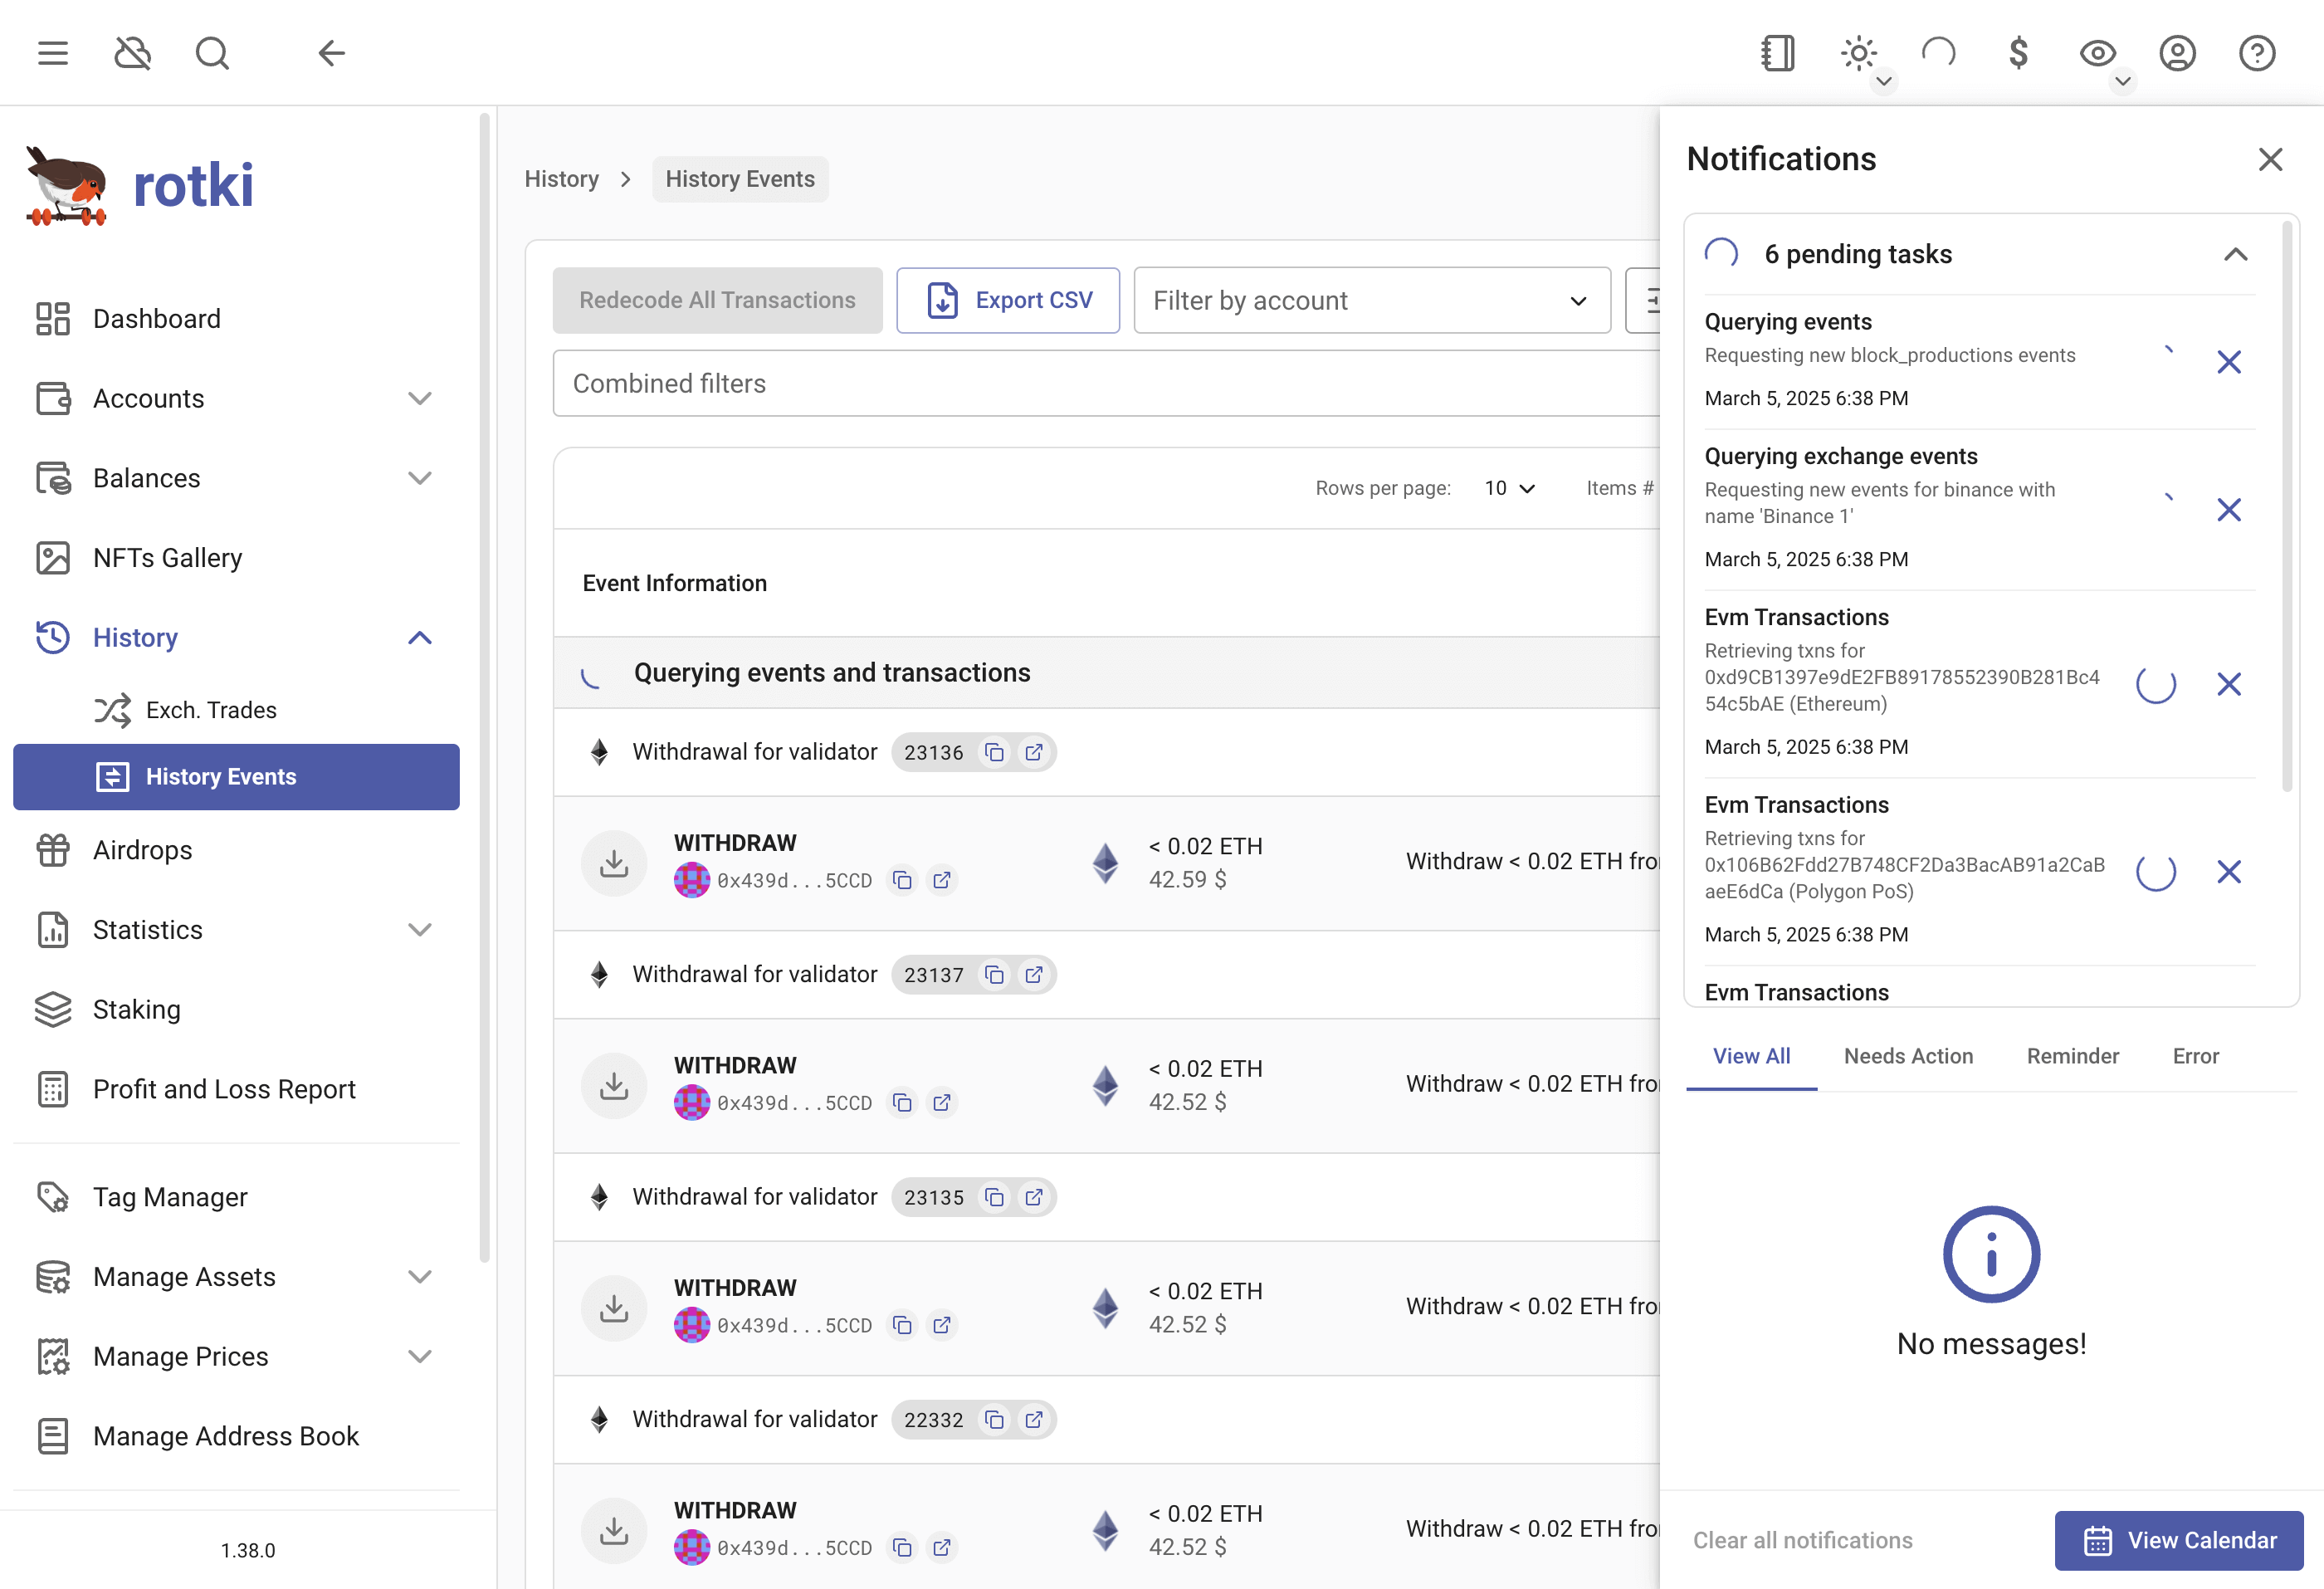 rotki
Dashboard
Accounts
Balances
NFTs Gallery
History
Exch. Trades
History Events
Airdrops
Statistics
Staking
Profit and Loss Report
Tag Manager
Manage Assets
Manage Prices
Manage Address Book
1.38.0
History
History Events
Redecode All Transactions
Export CSV
Filter by account
Combined filters
Rows per page:
10
Items #
Event Information
Querying events and transactions
Withdrawal for validator 23136
WITHDRAW
0x439d...5CCD
< 0.02 ETH
42.59 $
Withdraw < 0.02 ETH fro
Withdrawal for validator 23137
WITHDRAW
0x439d...5CCD
< 0.02 ETH
42.52 $
Withdraw < 0.02 ETH fro
Withdrawal for validator 23135
WITHDRAW
0x439d...5CCD
< 0.02 ETH
42.52 $
Withdraw < 0.02 ETH fro
Withdrawal for validator 22332
WITHDRAW
0x439d...5CCD
< 0.02 ETH
42.52 $
Withdraw < 0.02 ETH fro
Notifications
6 pending tasks
Querying events
Requesting new block_productions events
March 5, 2025 6:38 PM
Querying exchange events
Requesting new events for binance with
name 'Binance 1'
March 5, 2025 6:38 PM
Evm Transactions
Retrieving txns for
0xd9CB1397e9dE2FB89178552390B281Bc4
54c5bAE (Ethereum)
March 5, 2025 6:38 PM
Evm Transactions
Retrieving txns for
0x106B62Fdd27B748CF2Da3BacAB91a2CaB
aeE6dCa (Polygon PoS)
March 5, 2025 6:38 PM
Evm Transactions
View All
Needs Action
Reminder
Error
No messages!
Clear all notifications
View Calendar